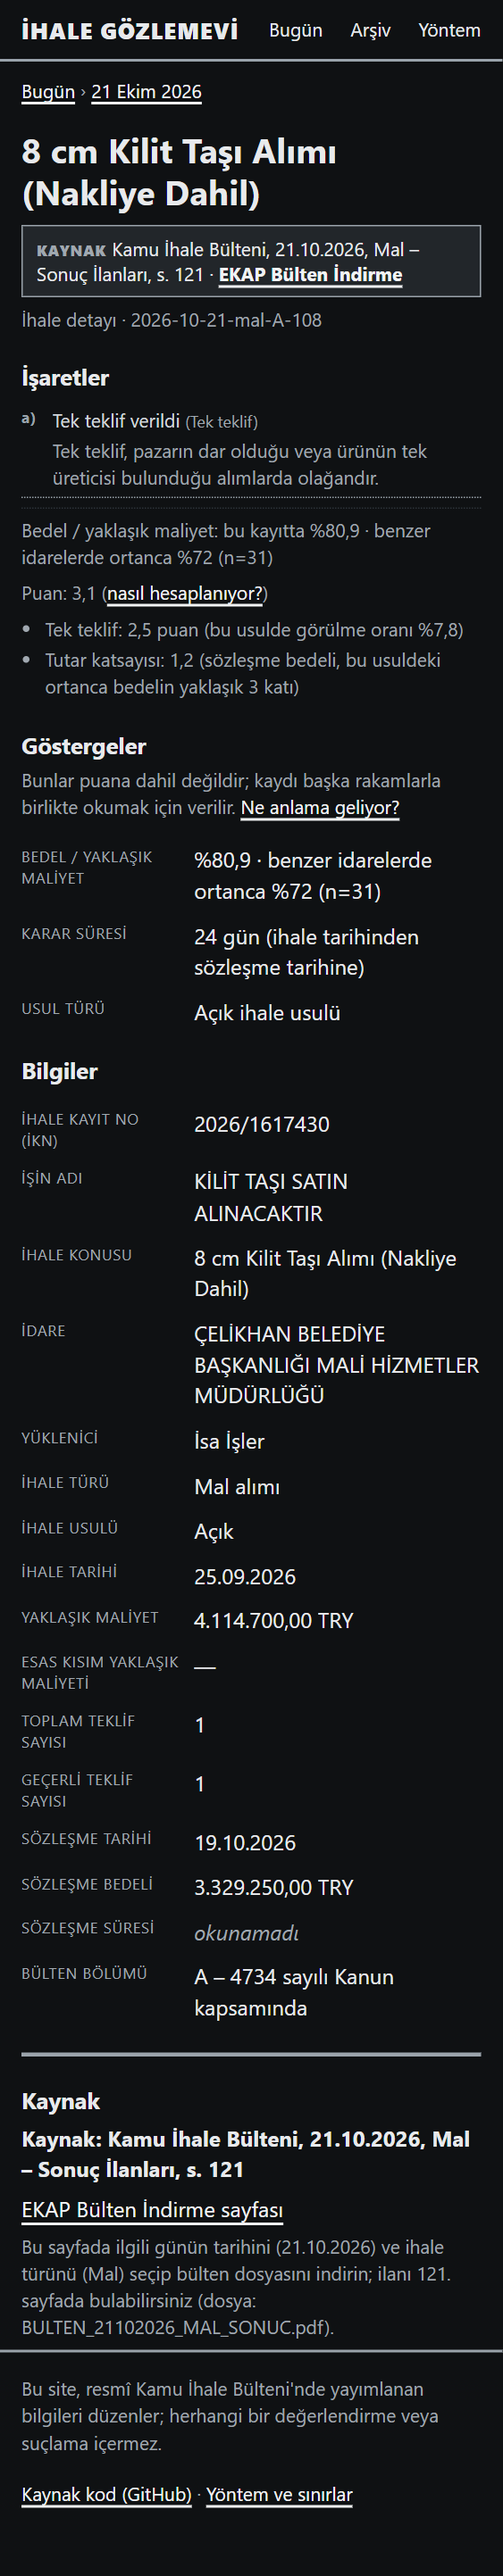 İHALE GÖZLEMEVİ
Bugün Arşiv Yöntem
Bugün › 21 Ekim 2026
8 cm Kilit Taşı Alımı
(Nakliye Dahil)
KAYNAK Kamu İhale Bülteni, 21.10.2026, Mal –
Sonuç İlanları, s. 121 · EKAP Bülten İndirme
İhale detayı · 2026-10-21-mal-A-108
İşaretler
a) Tek teklif verildi (Tek teklif)
Tek teklif, pazarın dar olduğu veya ürünün tek
üreticisi bulunduğu alımlarda olağandır.
Bedel / yaklaşık maliyet: bu kayıtta %80,9 · benzer
idarelerde ortanca %72 (n=31)
Puan: 3,1 (nasıl hesaplanıyor?)
• Tek teklif: 2,5 puan (bu usulde görülme oranı %7,8)
• Tutar katsayısı: 1,2 (sözleşme bedeli, bu usuldeki
ortanca bedelin yaklaşık 3 katı)
Göstergeler
Bunlar puana dahil değildir; kaydı başka rakamlarla
birlikte okumak için verilir. Ne anlama geliyor?
BEDEL / YAKLAŞIK
MALİYET
%80,9 · benzer idarelerde
ortanca %72 (n=31)
KARAR SÜRESİ
24 gün (ihale tarihinden
sözleşme tarihine)
USUL TÜRÜ
Açık ihale usulü
Bilgiler
İHALE KAYIT NO
(İKN)
2026/1617430
İŞİN ADI
KİLİT TAŞI SATIN
ALINACAKTIR
İHALE KONUSU
8 cm Kilit Taşı Alımı (Nakliye
Dahil)
İDARE
ÇELİKHAN BELEDİYE
BAŞKANLIĞI MALİ HİZMETLER
MÜDÜRLÜĞÜ
YÜKLENİCİ
İsa İşler
İHALE TÜRÜ
Mal alımı
İHALE USULÜ
Açık
İHALE TARİHİ
25.09.2026
YAKLAŞIK MALİYET
4.114.700,00 TRY
ESAS KISIM YAKLAŞIK
MALİYETİ
—
TOPLAM TEKLİF
SAYISI
1
GEÇERLİ TEKLİF
SAYISI
1
SÖZLEŞME TARİHİ
19.10.2026
SÖZLEŞME BEDELİ
3.329.250,00 TRY
SÖZLEŞME SÜRESİ
okunamadı
BÜLTEN BÖLÜMÜ
A – 4734 sayılı Kanun
kapsamında
Kaynak
Kaynak: Kamu İhale Bülteni, 21.10.2026, Mal
– Sonuç İlanları, s. 121
EKAP Bülten İndirme sayfası
Bu sayfada ilgili günün tarihini (21.10.2026) ve ihale
türünü (Mal) seçip bülten dosyasını indirin; ilanı 121.
sayfada bulabilirsiniz (dosya:
BULTEN_21102026_MAL_SONUC.pdf).
Bu site, resmî Kamu İhale Bülteni'nde yayımlanan
bilgileri düzenler; herhangi bir değerlendirme veya
suçlama içermez.
Kaynak kod (GitHub) · Yöntem ve sınırlar